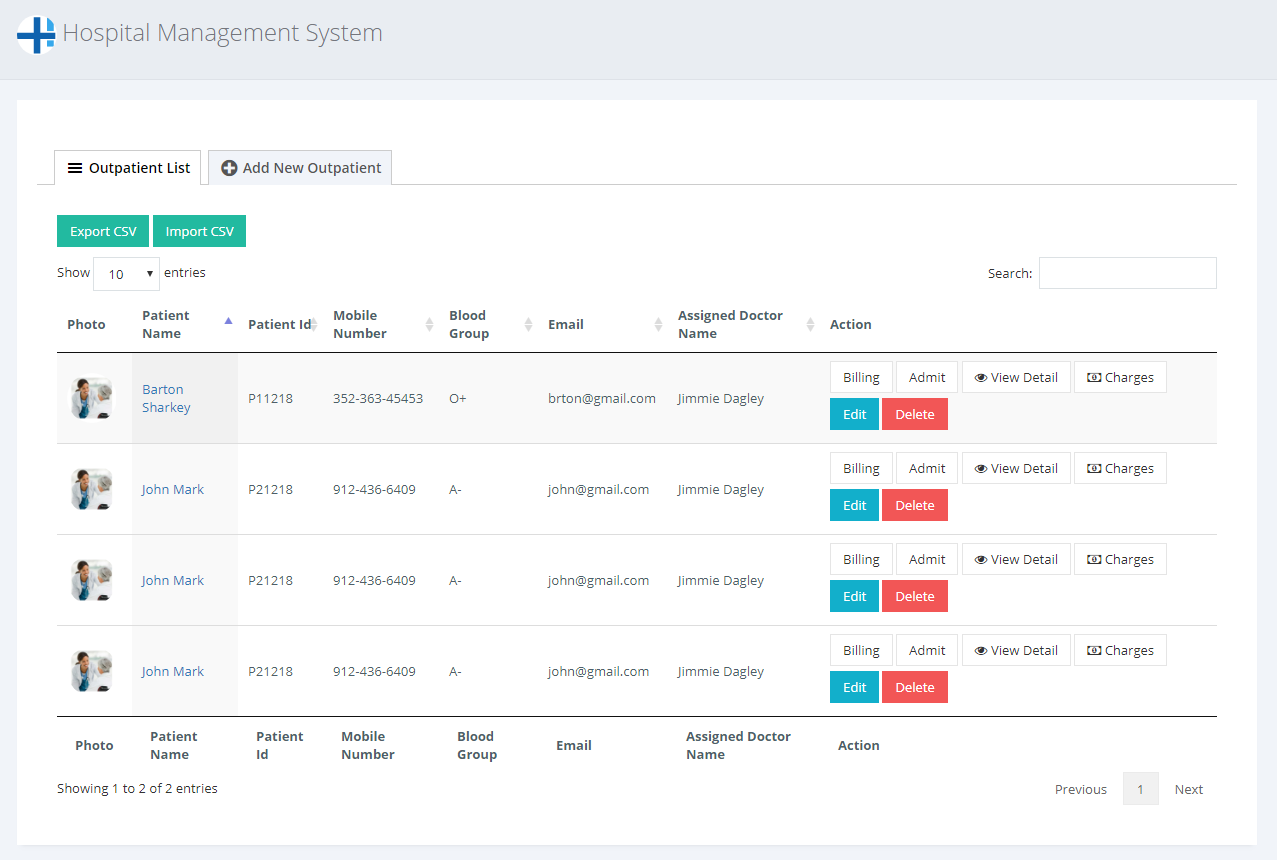 Hospital Management System
Outpatient List
Add New Outpatient
Export CSV
Import CSV
Show 10 entries
Search:
Photo Patient Name Patient Id Mobile Number Blood Group Email Assigned Doctor Name Action
Barton Sharkey P11218 352-363-45453 O+ brton@gmail.com Jimmie Dagley Billing Admit View Detail Charges
Edit Delete
John Mark P21218 912-436-6409 A- john@gmail.com Jimmie Dagley Billing Admit View Detail Charges
Edit Delete
John Mark P21218 912-436-6409 A- john@gmail.com Jimmie Dagley Billing Admit View Detail Charges
Edit Delete
John Mark P21218 912-436-6409 A- john@gmail.com Jimmie Dagley Billing Admit View Detail Charges
Edit Delete
Photo Patient Name Patient Id Mobile Number Blood Group Email Assigned Doctor Name Action
Showing 1 to 2 of 2 entries
Previous 1 Next